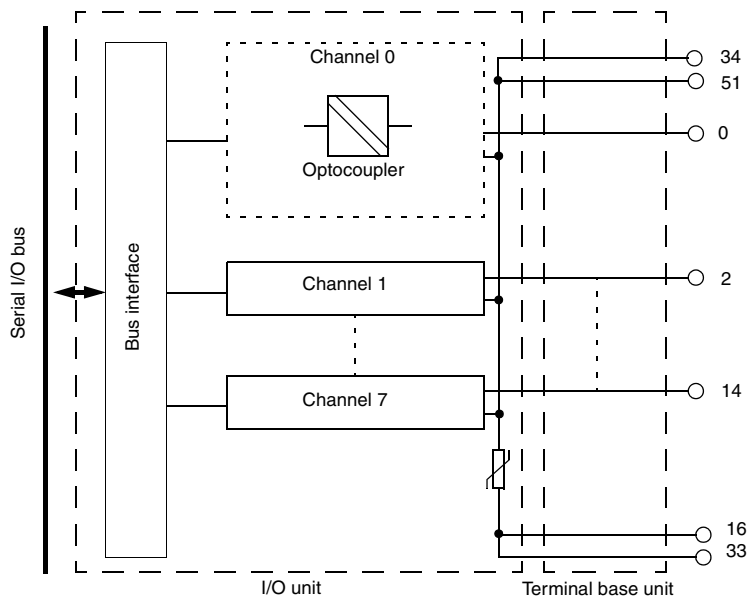 Channel 0
34
51
0
Optocoupler
Serial I/O bus
Bus interface
Channel 1
2
Channel 7
14
16
33
I/O unit
Terminal base unit